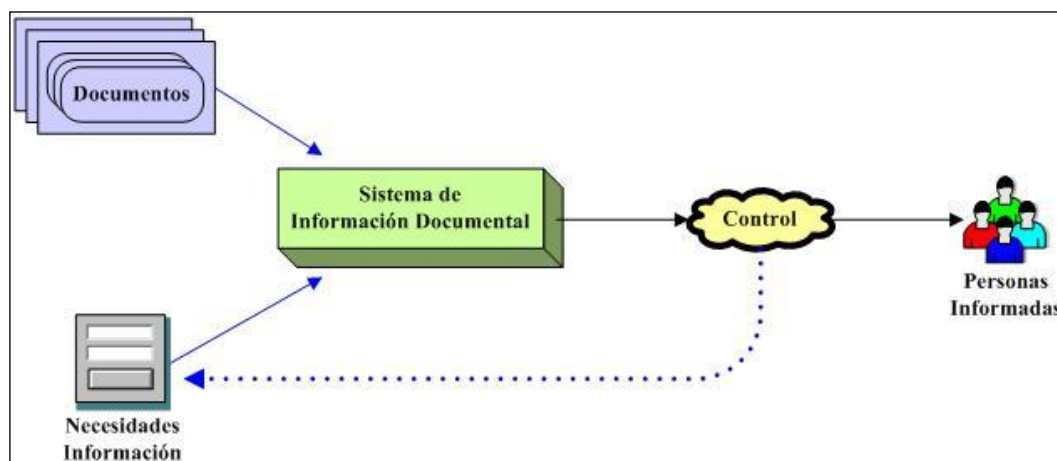 Documentos
Sistema de
Información Documental
Control
Personas
Informadas
Necesidades
Información